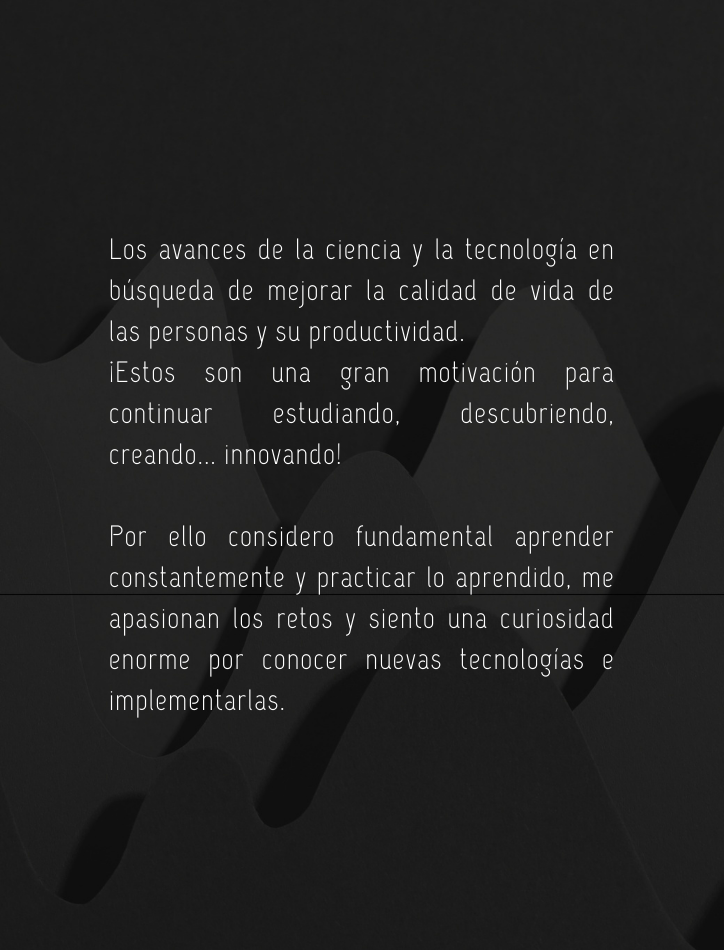 Los avances de la ciencia y la tecnología en
búsqueda de mejorar la calidad de vida de
las personas y su productividad.
¡Estos son una gran motivación para
continuar estudiando, descubriendo,
creando... innovando!
Por ello considero fundamental aprender
constantemente y practicar lo aprendido, me
apasionan los retos y siento una curiosidad
enorme por conocer nuevas tecnologías e
implementarlas.